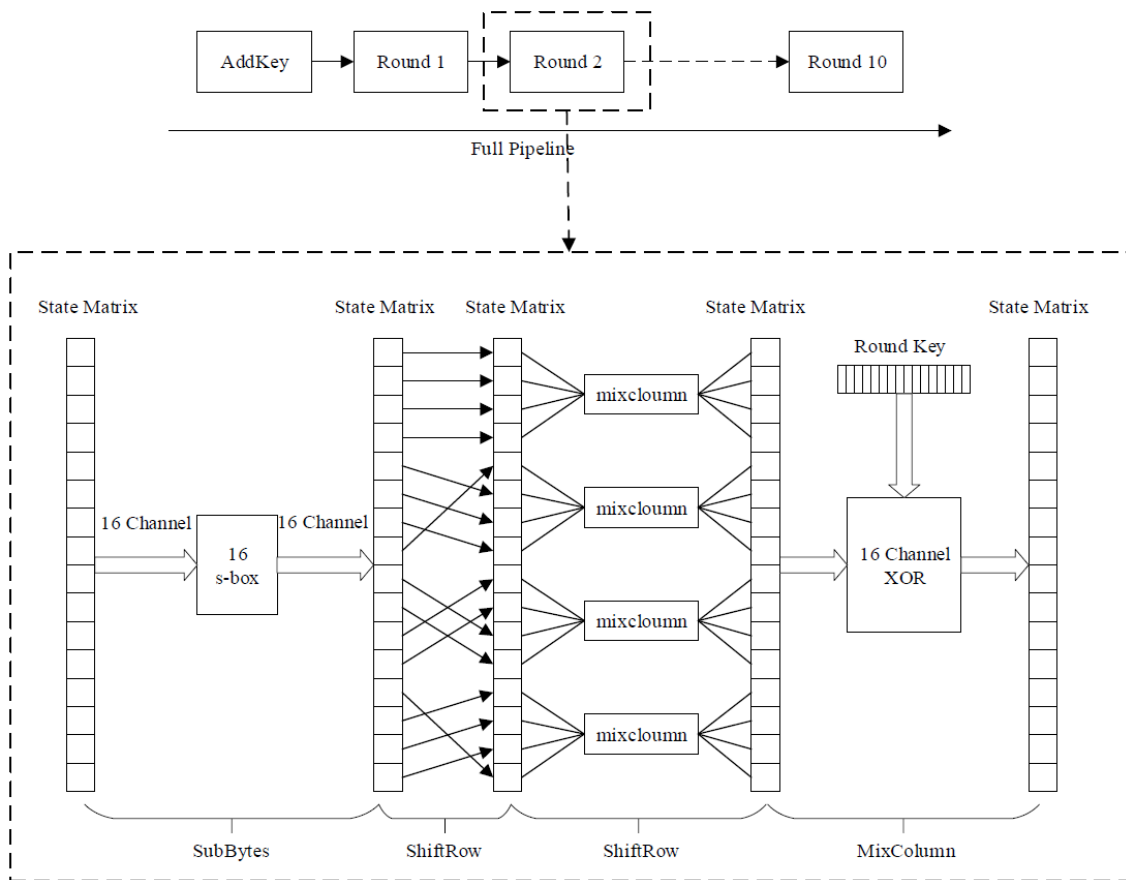 AddKey
Round 1
Round 2
Round 10
Full Pipeline
State Matrix
State Matrix
State Matrix
State Matrix
State Matrix
Round Key
mixcloumn
mixcloumn
16 Channel
16 Channel
16
s-box
16 Channel
XOR
mixcloumn
mixcloumn
SubBytes
ShiftRow
ShiftRow
MixColumn